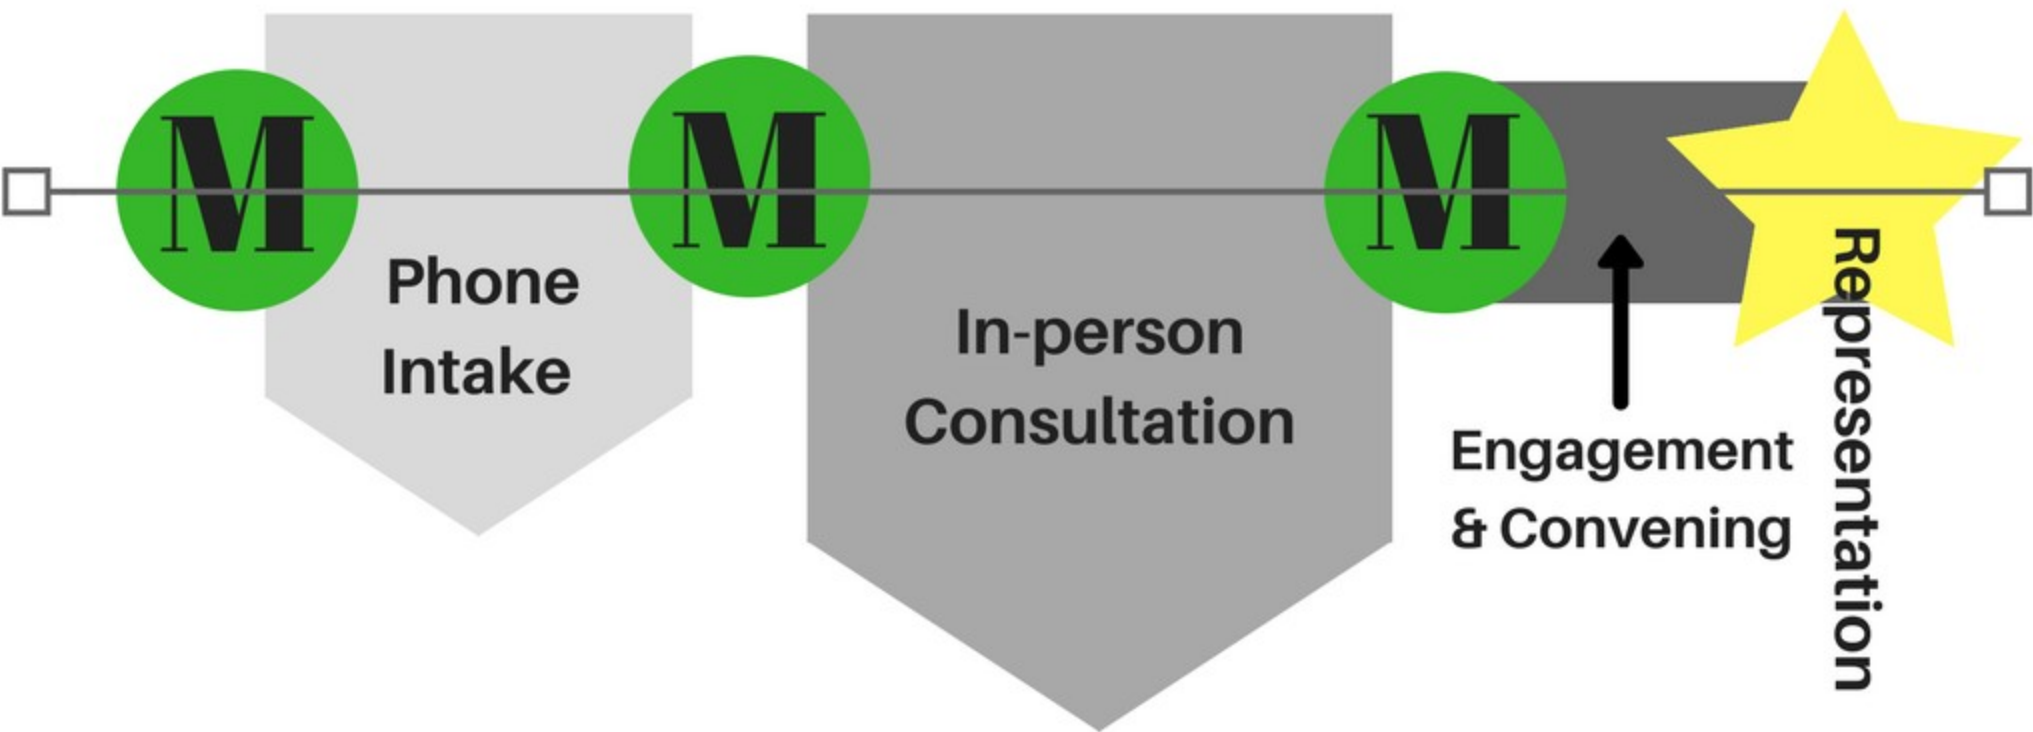 M
Phone
Intake
M
In-person
Consultation
M
Engagement
& Convening
Representation